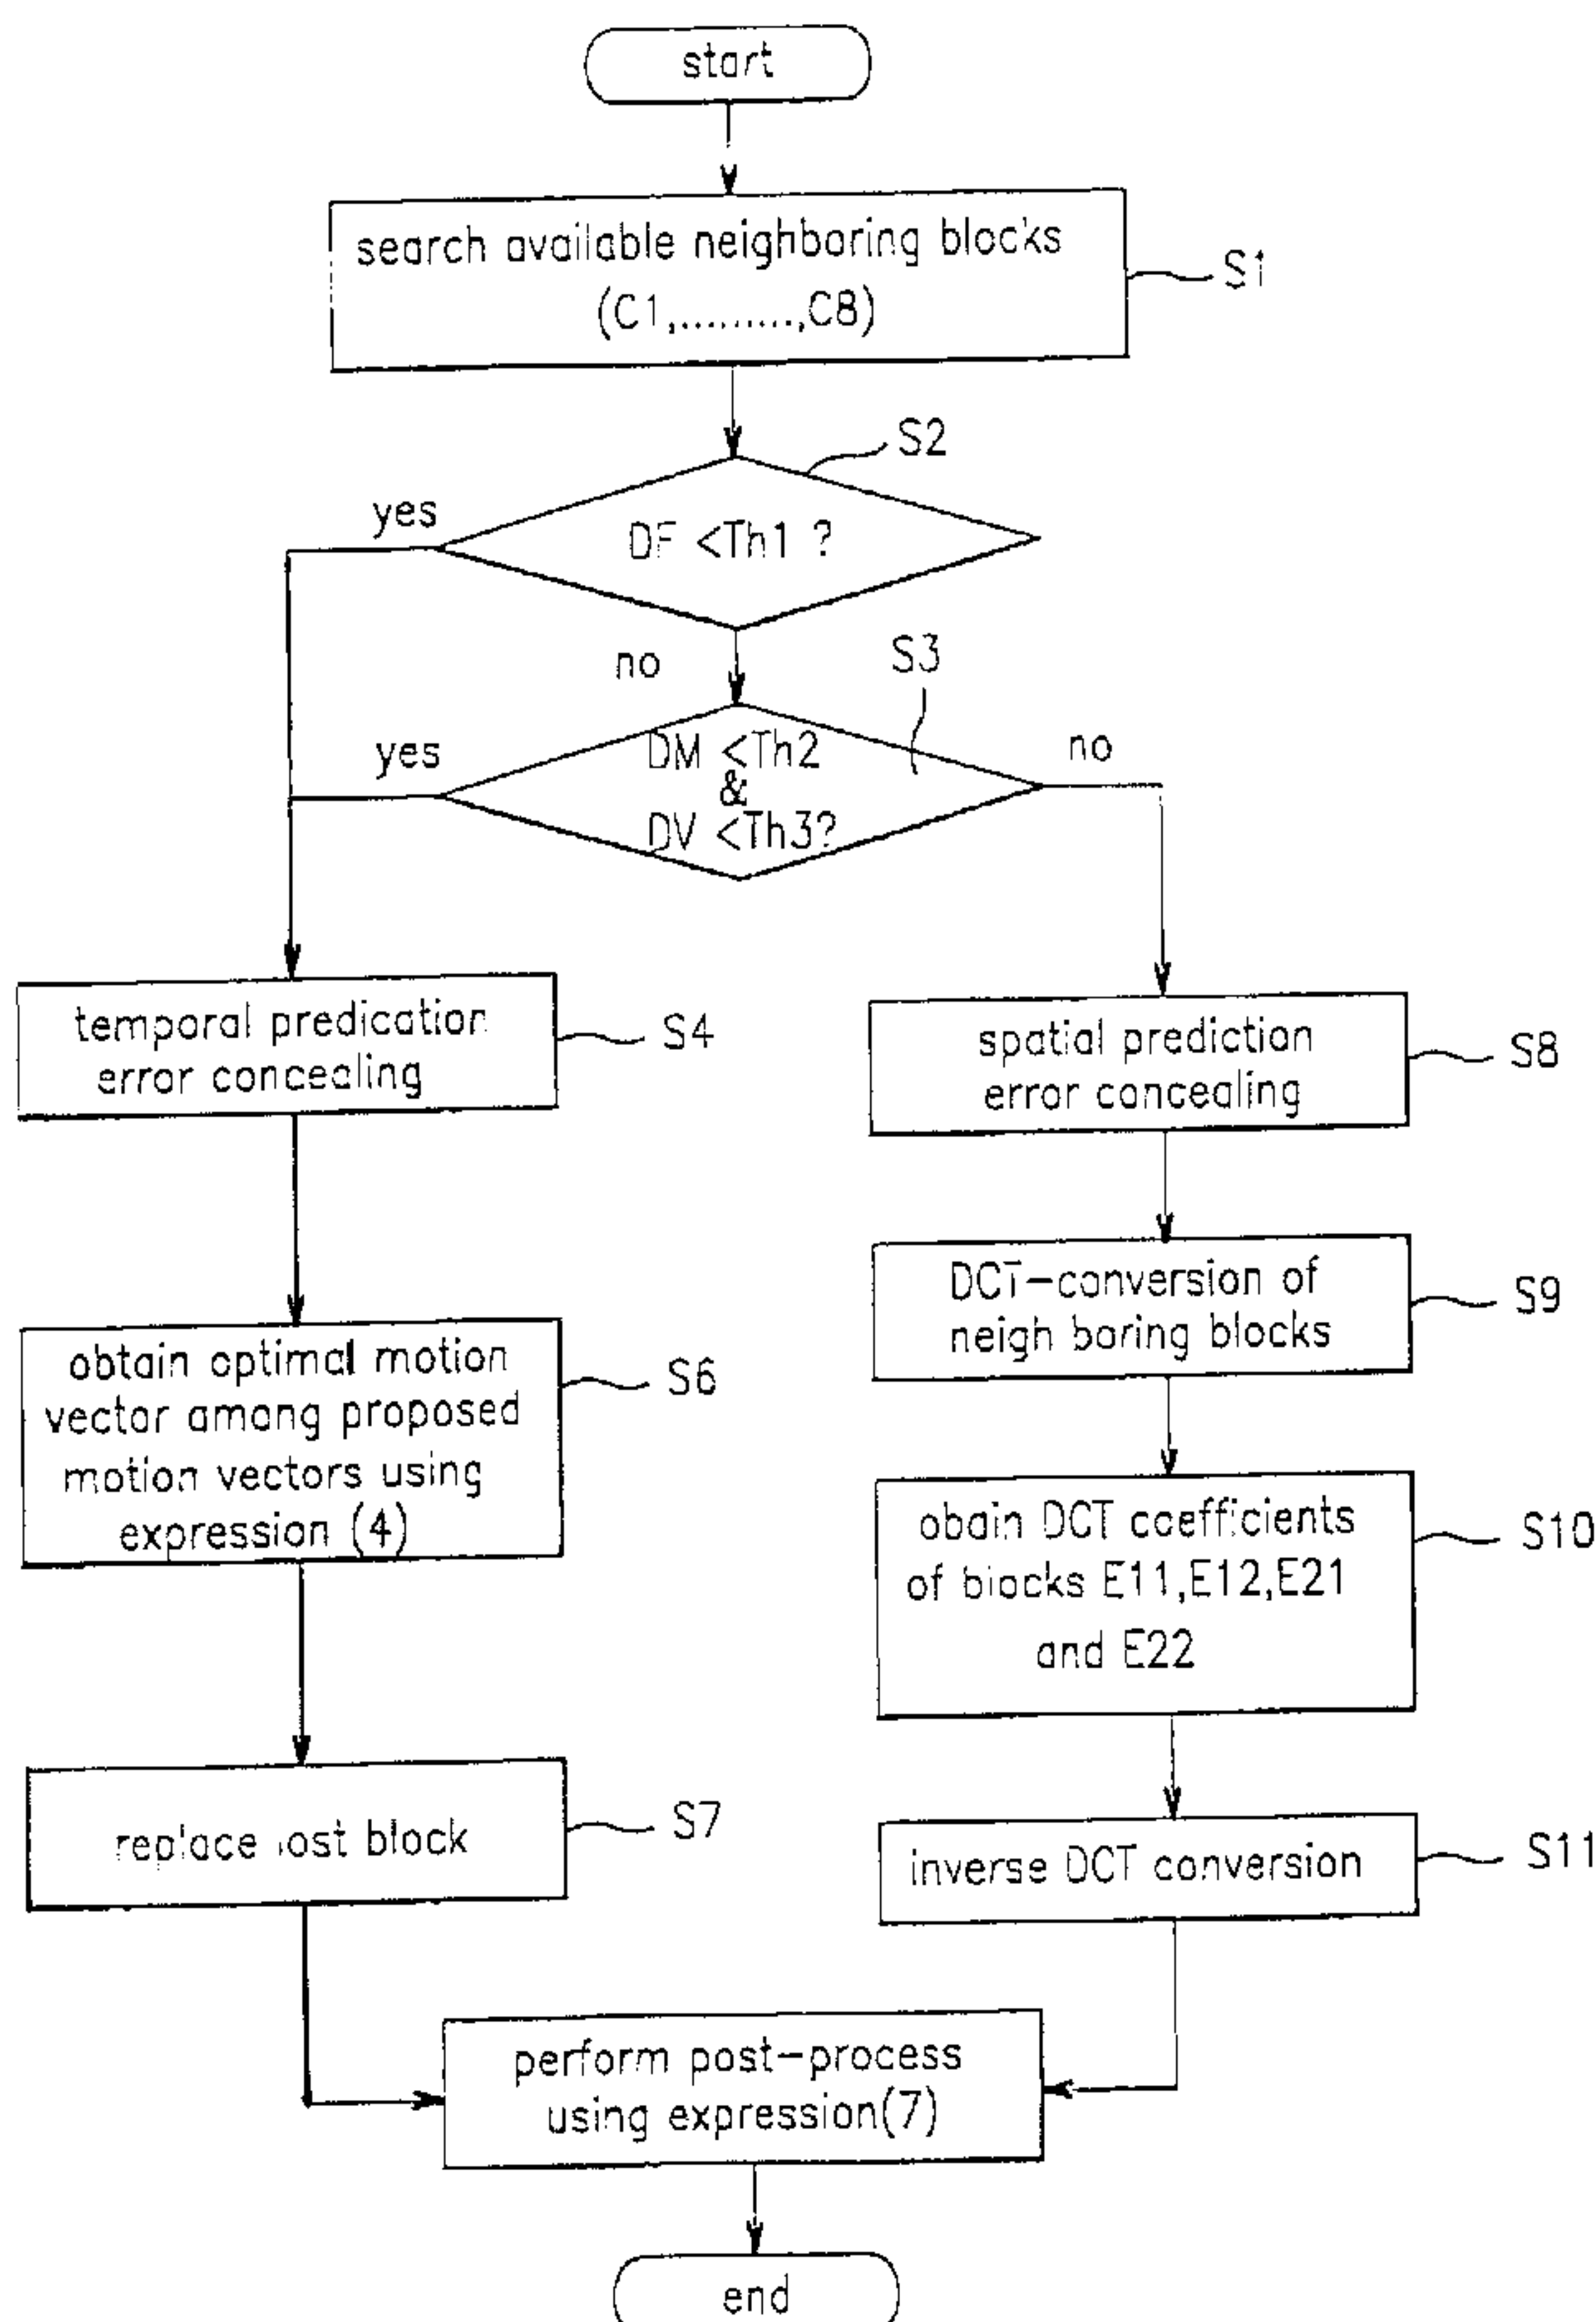 start
search available neighboring blocks
(C1,.........,C8)
S1
S2
yes
DF <Th1 ?
no
S3
yes
DM <Th2
&
DV <Th3?
no
temporal predication
error concealing
S4
spatial prediction
error concealing
S8
DCT-conversion of
neigh boring blocks
S9
obtain optimal motion
vector among proposed
motion vectors using
expression (4)
S6
obain DCT coefficients
of blocks E11,E12,E21
and E22
S10
replace lost block
S7
inverse DCT conversion
S11
perform post-process
using expression(7)
end